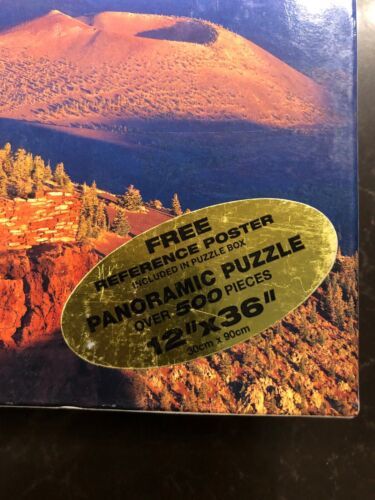 FREE
REFERENCE POSTER
INCLUDED IN PUZZLE BOX
PANORAMIC PUZZLE
OVER 500 PIECES
12"x36"
30cm x 90cm